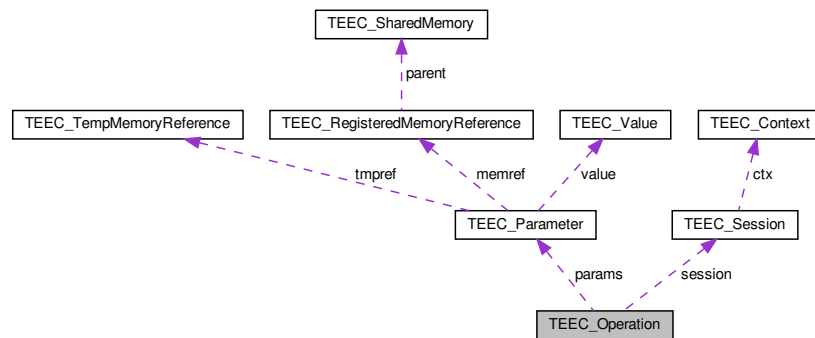 TEEC_SharedMemory
parent
TEEC_TempMemoryReference
TEEC_RegisteredMemoryReference
TEEC_Value
TEEC_Context
tmpref
memref
value
ctx
TEEC_Parameter
TEEC_Session
params
session
TEEC_Operation